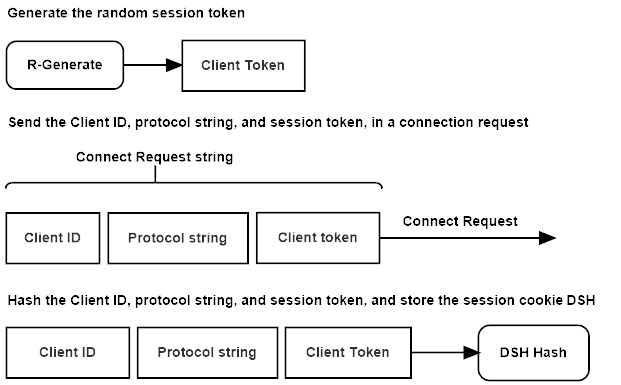 Generate the random session token
R-Generate
Client Token
Send the Client ID, protocol string, and session token, in a connection request
Connect Request string
Client ID
Protocol string
Client token
Connect Request
Hash the Client ID, protocol string, and session token, and store the session cookie DSH
Client ID
Protocol string
Client Token
DSH Hash